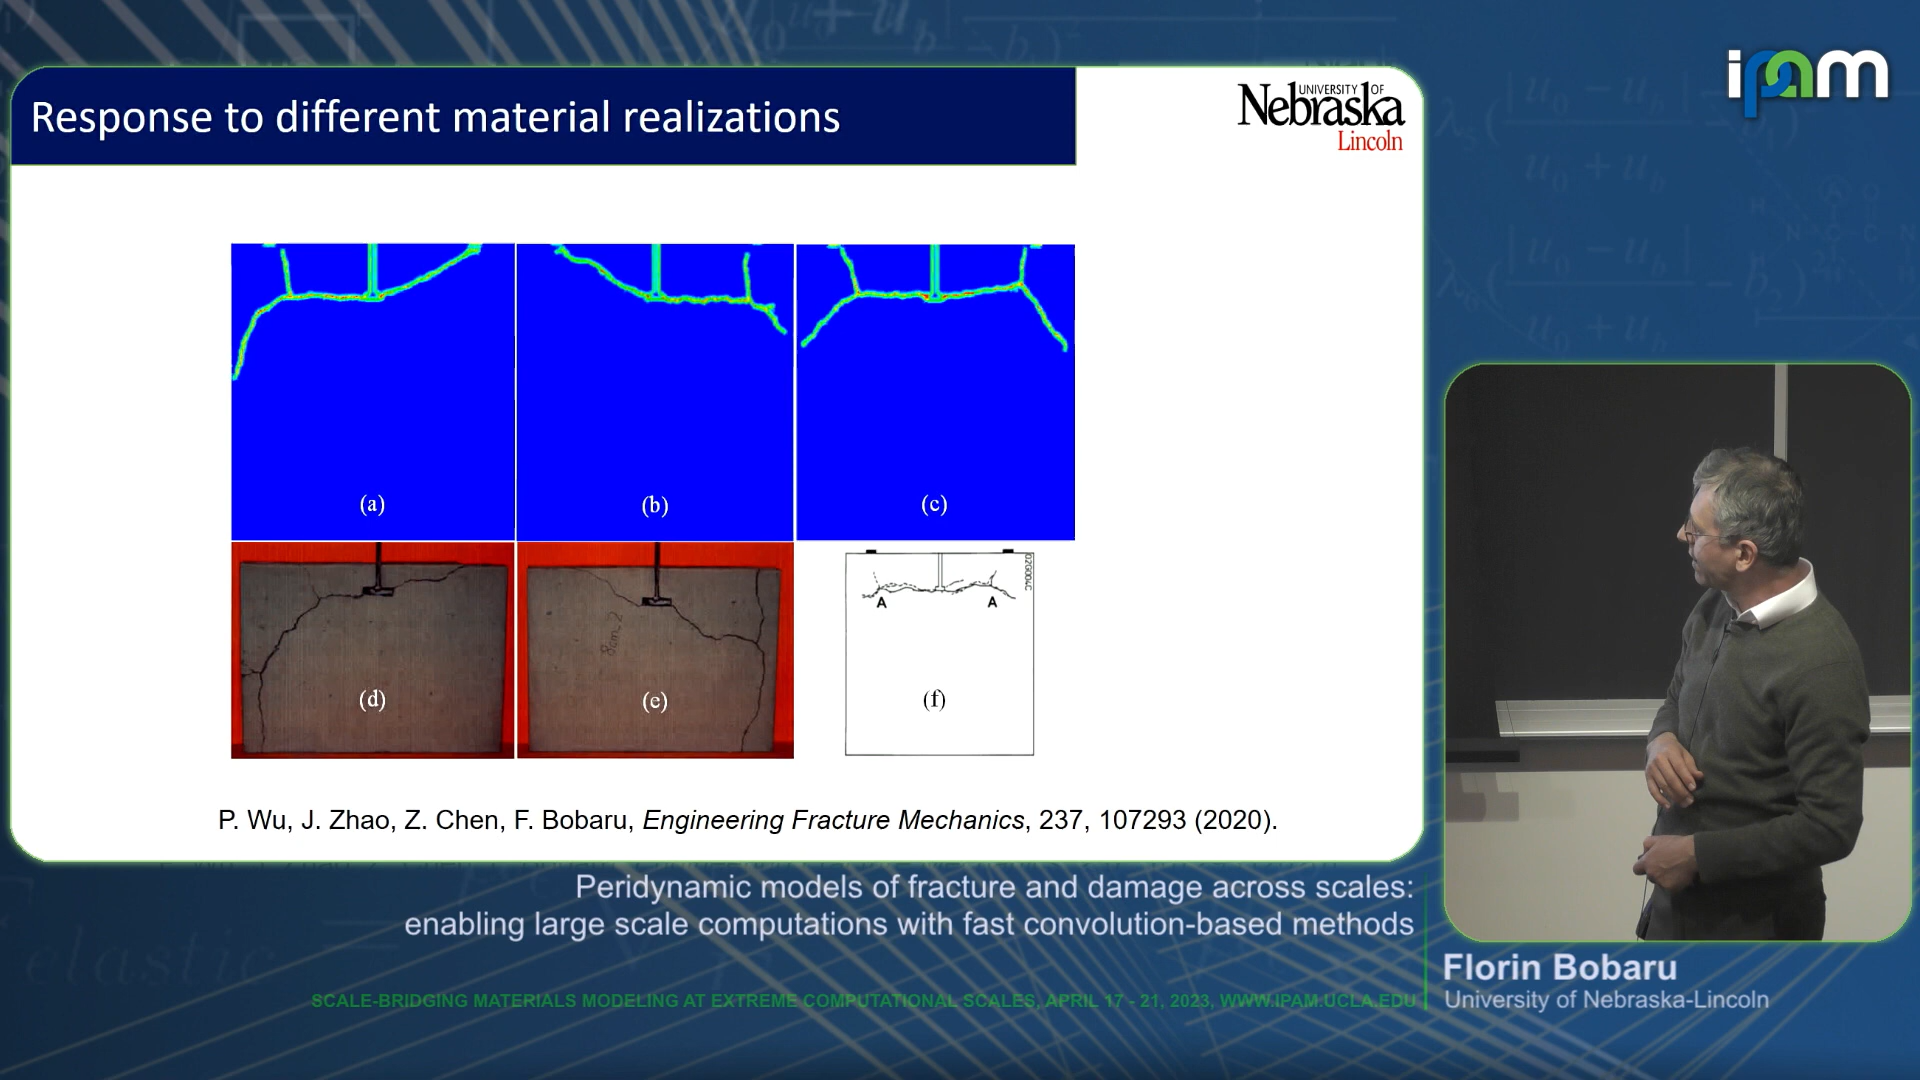 Response to different material realizations
UNIVERSITY OF
Nebraska
Lincoln
ipam
(a)
(b)
(c)
(d)
8cm_2
(e)
02G004C
A A
(f)
P. Wu, J. Zhao, Z. Chen, F. Bobaru, Engineering Fracture Mechanics, 237, 107293 (2020).
Peridynamic models of fracture and damage across scales:
enabling large scale computations with fast convolution-based methods
SCALE-BRIDGING MATERIALS MODELING AT EXTREME COMPUTATIONAL SCALES, APRIL 17 - 21, 2023, WWW.IPAM.UCLA.EDU
Florin Bobaru
University of Nebraska-Lincoln
elastic